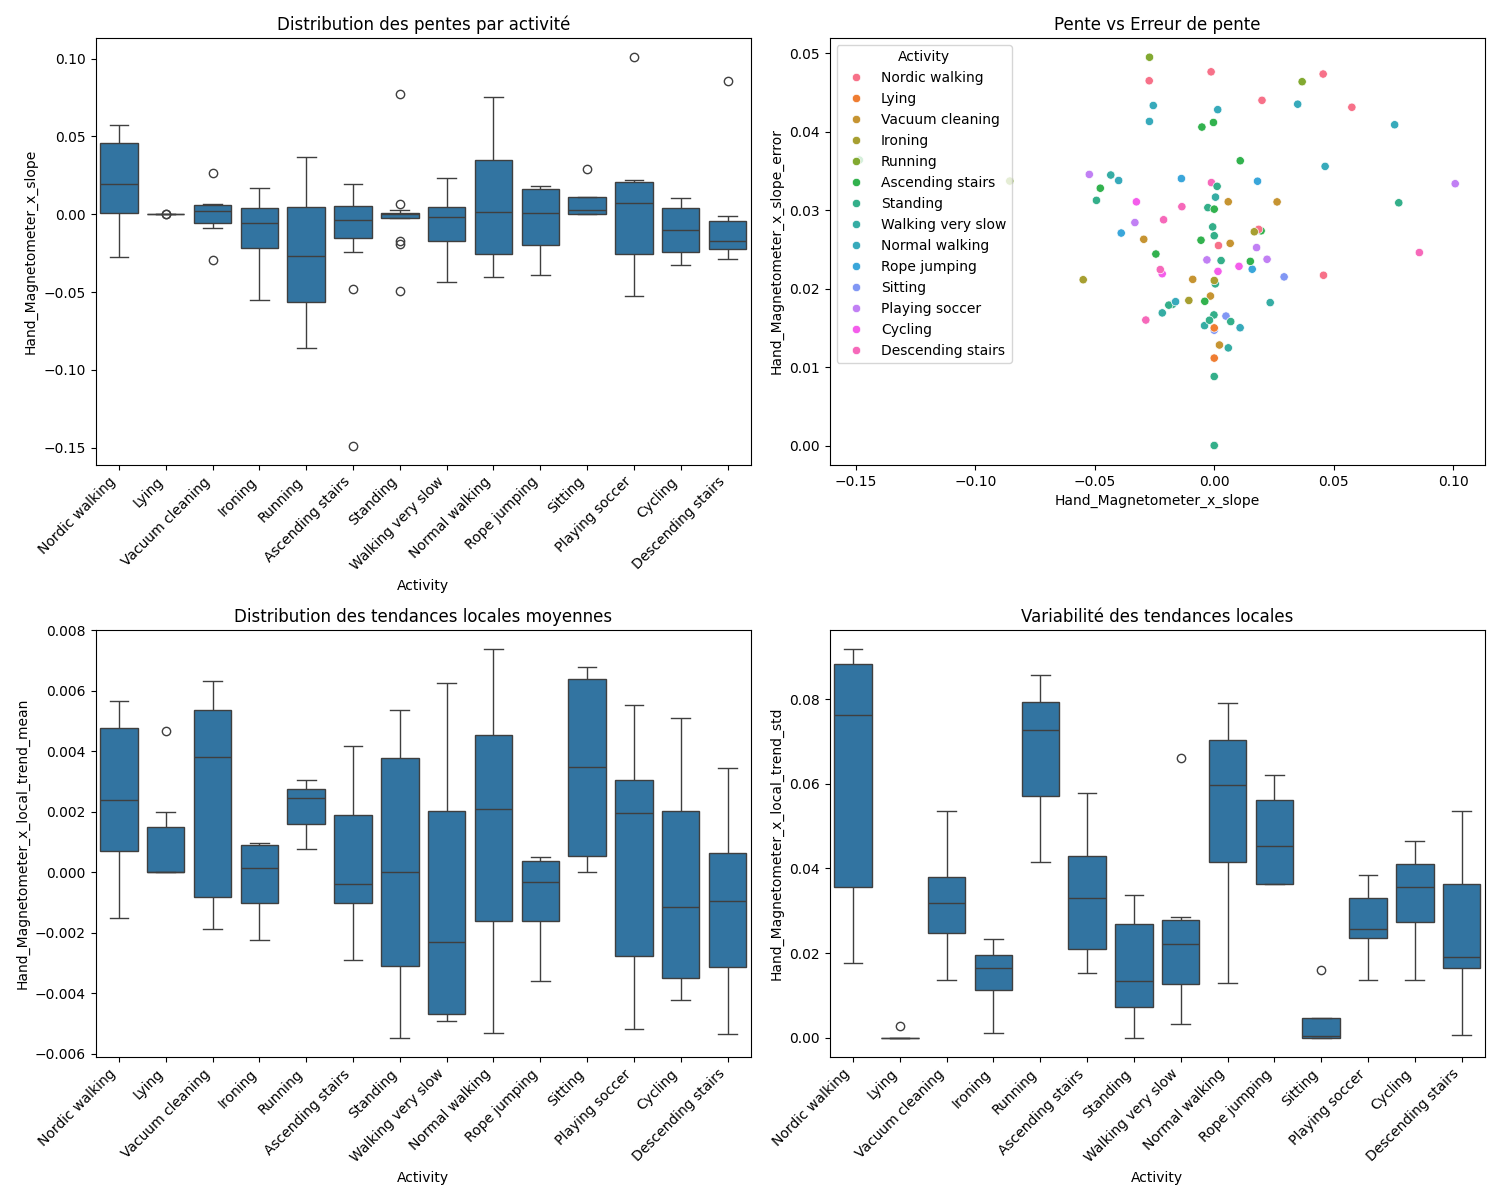 Distribution des pentes par activité
Hand_Magnetometer_x_slope
0.10
0.05
0.00
−0.05
−0.10
−0.15
Nordic walking
Lying
Vacuum cleaning
Ironing
Running
Ascending stairs
Standing
Walking very slow
Normal walking
Rope jumping
Sitting
Playing soccer
Cycling
Descending stairs
Activity
Pente vs Erreur de pente
Hand_Magnetometer_x_slope_error
0.05
0.04
0.03
0.02
0.01
0.00
Activity
Nordic walking
Lying
Vacuum cleaning
Ironing
Running
Ascending stairs
Standing
Walking very slow
Normal walking
Rope jumping
Sitting
Playing soccer
Cycling
Descending stairs
−0.15
−0.10
−0.05
0.00
0.05
0.10
Hand_Magnetometer_x_slope
Distribution des tendances locales moyennes
Hand_Magnetometer_x_local_trend_mean
0.008
0.006
0.004
0.002
0.000
−0.002
−0.004
−0.006
Nordic walking
Lying
Vacuum cleaning
Ironing
Running
Ascending stairs
Standing
Walking very slow
Normal walking
Rope jumping
Sitting
Playing soccer
Cycling
Descending stairs
Activity
Variabilité des tendances locales
Hand_Magnetometer_x_local_trend_std
0.08
0.06
0.04
0.02
0.00
Nordic walking
Lying
Vacuum cleaning
Ironing
Running
Ascending stairs
Standing
Walking very slow
Normal walking
Rope jumping
Sitting
Playing soccer
Cycling
Descending stairs
Activity